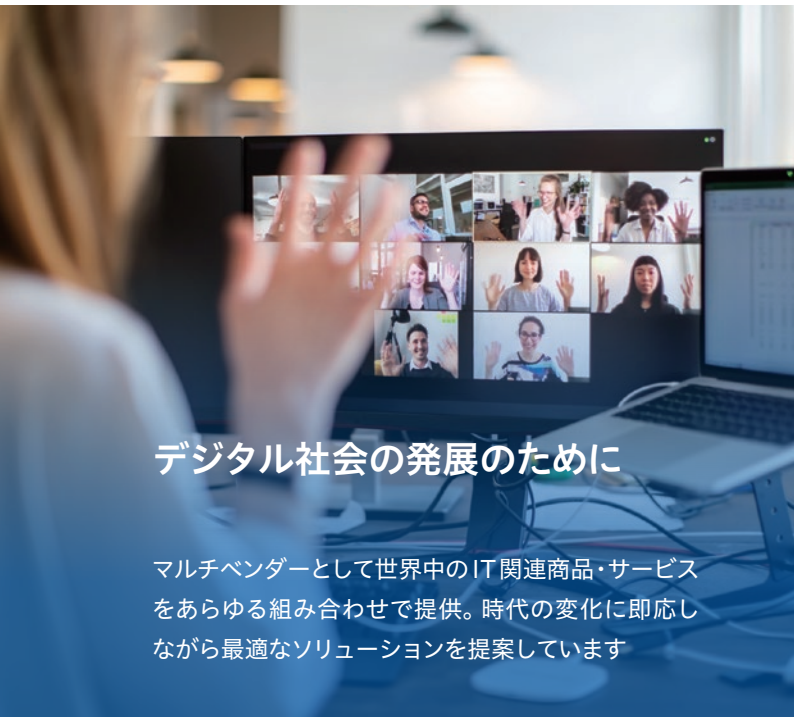 デジタル社会の発展のために
マルチベンダーとして世界中のIT関連商品・サービス
をあらゆる組み合わせで提供。時代の変化に即応し
ながら最適なソリューションを提案しています